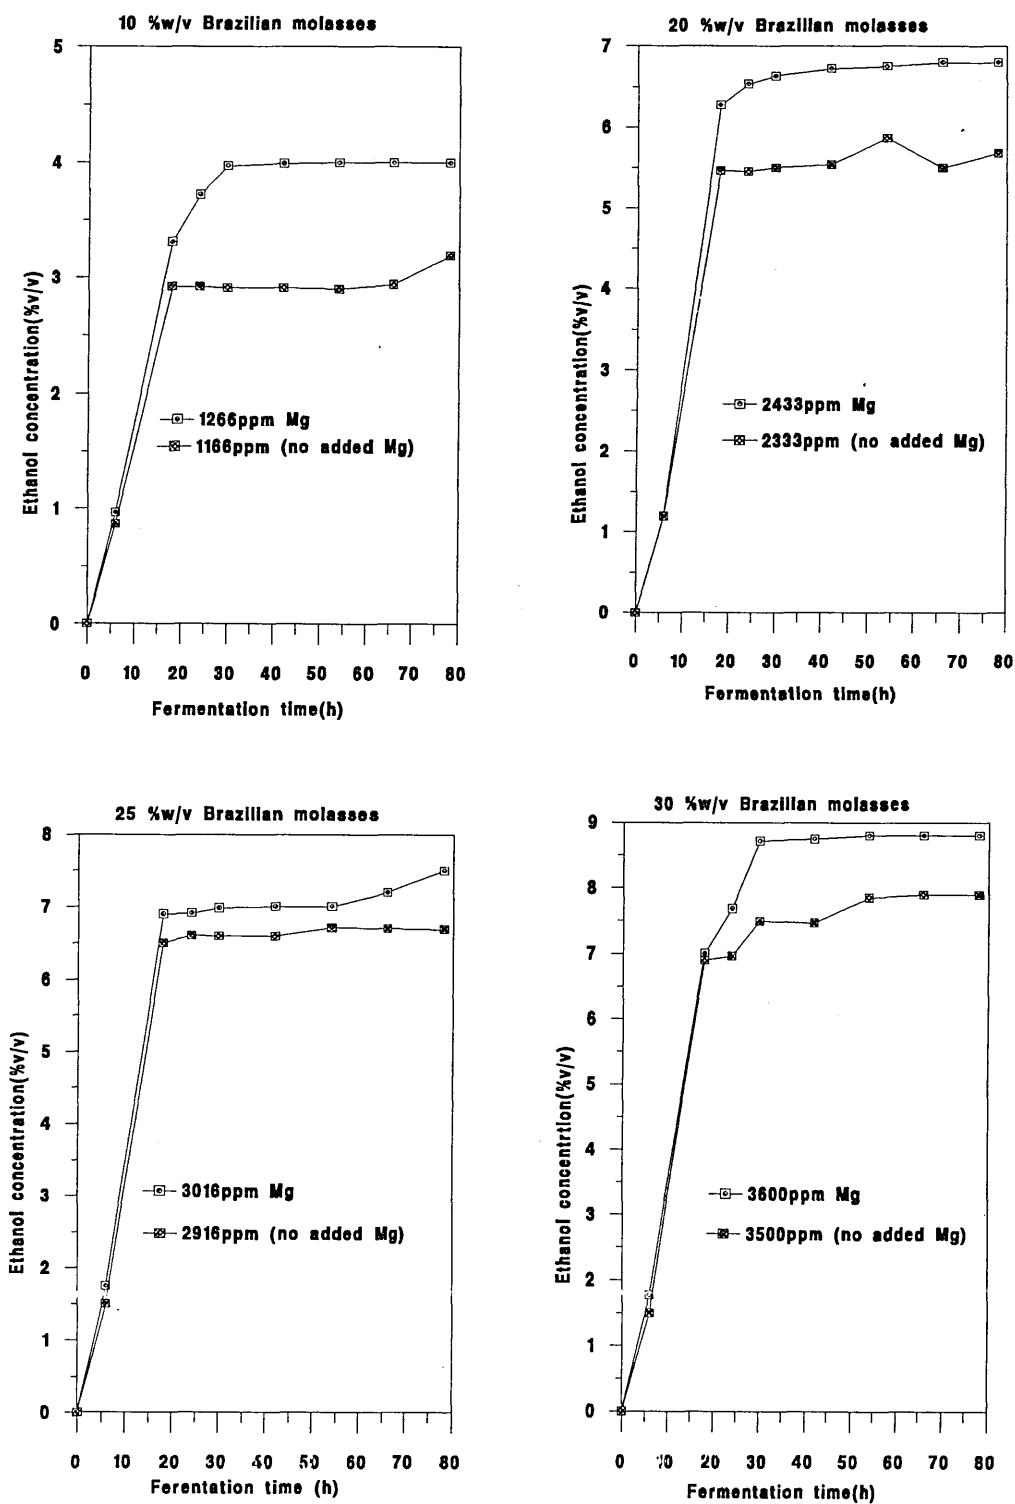 10 %w/v Brazilian molasses
5
4
3
2
1
0
Ethanol concentration(%v/v)
1266ppm Mg
1166ppm (no added Mg)
0 10 20 30 40 50 60 70 80
Fermentation time(h)
20 %w/v Brazilian molasses
7
6
5
4
3
2
1
0
Ethanol concentration(%v/v)
2433ppm Mg
2333ppm (no added Mg)
0 10 20 30 40 50 60 70 80
Fermentation time(h)
25 %w/v Brazilian molasses
8
7
6
5
4
3
2
1
0
Ethanol concentration(%v/v)
3016ppm Mg
2916ppm (no added Mg)
0 10 20 30 40 50 60 70 80
Ferentation time (h)
30 %w/v Brazilian molasses
9
8
7
6
5
4
3
2
1
0
Ethanol concentrtlon(%v/v)
3600ppm Mg
3500ppm (no added Mg)
0 20 30 40 50 60 70 80
Fermentation time(h)